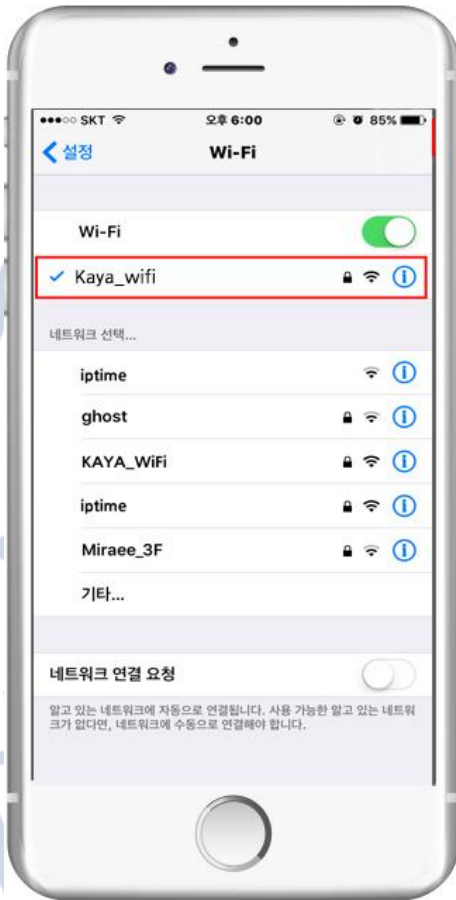 SKT 오후 6:00 85%
설정 Wi-Fi
Wi-Fi
Kaya_wifi
네트워크 선택...
iptime
ghost
KAYA_WiFi
iptime
Miraee_3F
기타...
네트워크 연결 요청
알고 있는 네트워크에 자동으로 연결됩니다. 사용 가능한 알고 있는 네트워
크가 없다면, 네트워크에 수동으로 연결해야 합니다.